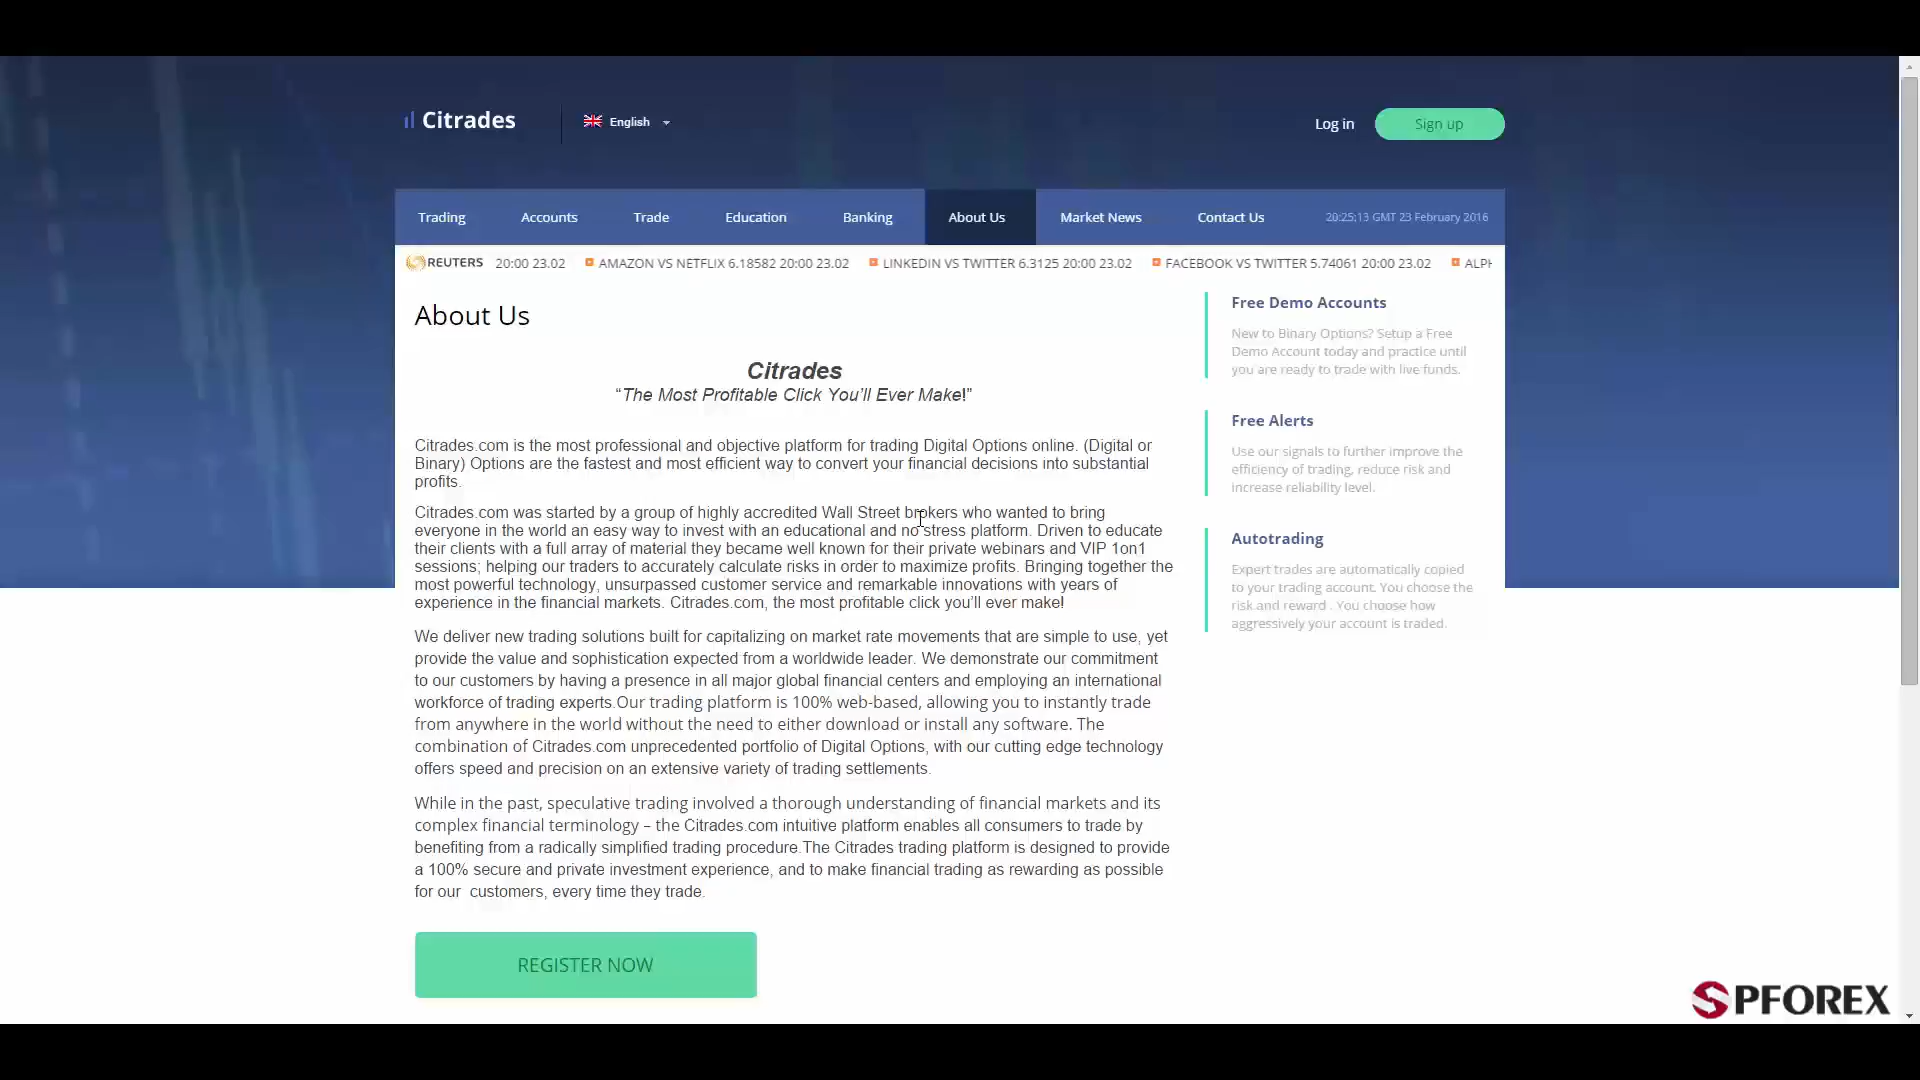 Citrades
English
Log in
Sign up
Trading
Accounts
Trade
Education
Banking
About Us
Market News
Contact Us
20:25:13 GMT 23 February 2016
REUTERS 20:00 23.02 AMAZON VS NETFLIX 6.18582 20:00 23.02 LINKEDIN VS TWITTER 6.3125 20:00 23.02 FACEBOOK VS TWITTER 5.74061 20:00 23.02 ALPH
About Us
Citrades
“The Most Profitable Click You’ll Ever Make!”
Citrades.com is the most professional and objective platform for trading Digital Options online. (Digital or
Binary) Options are the fastest and most efficient way to convert your financial decisions into substantial
profits.
Citrades.com was started by a group of highly accredited Wall Street brokers who wanted to bring
everyone in the world an easy way to invest with an educational and no stress platform. Driven to educate
their clients with a full array of material they became well known for their private webinars and VIP 1on1
sessions; helping our traders to accurately calculate risks in order to maximize profits. Bringing together the
most powerful technology, unsurpassed customer service and remarkable innovations with years of
experience in the financial markets. Citrades.com, the most profitable click you’ll ever make!
We deliver new trading solutions built for capitalizing on market rate movements that are simple to use, yet
provide the value and sophistication expected from a worldwide leader. We demonstrate our commitment
to our customers by having a presence in all major global financial centers and employing an international
workforce of trading experts.Our trading platform is 100% web-based, allowing you to instantly trade
from anywhere in the world without the need to either download or install any software. The
combination of Citrades.com unprecedented portfolio of Digital Options, with our cutting edge technology
offers speed and precision on an extensive variety of trading settlements.
While in the past, speculative trading involved a thorough understanding of financial markets and its
complex financial terminology – the Citrades.com intuitive platform enables all consumers to trade by
benefiting from a radically simplified trading procedure.The Citrades trading platform is designed to provide
a 100% secure and private investment experience, and to make financial trading as rewarding as possible
for our customers, every time they trade.
REGISTER NOW
Free Demo Accounts
New to Binary Options? Setup a Free
Demo Account today and practice until
you are ready to trade with live funds.
Free Alerts
Use our signals to further improve the
efficiency of trading, reduce risk and
increase reliability level.
Autotrading
Expert trades are automatically copied
to your trading account. You choose the
risk and reward . You choose how
aggressively your account is traded.
SPFOREX